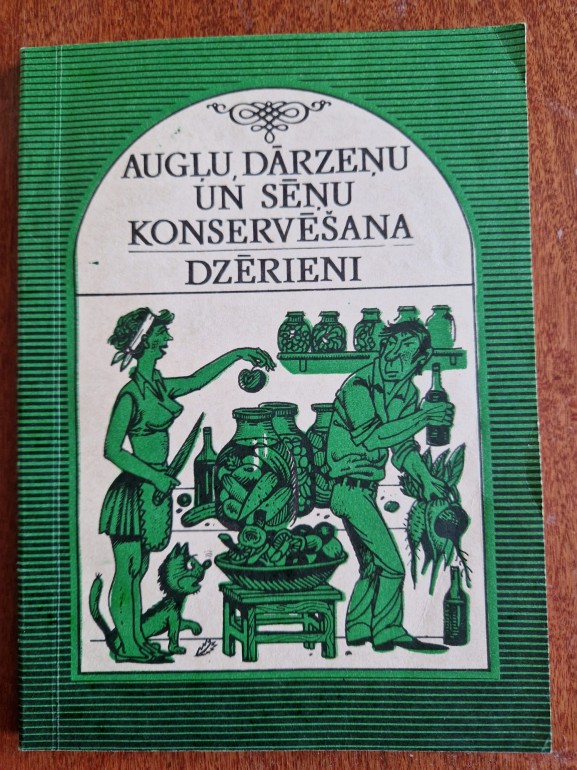 AUGĻU, DĀRZEŅU
UN SĒŅU
KONSERVĒŠANA
DZĒRIENI